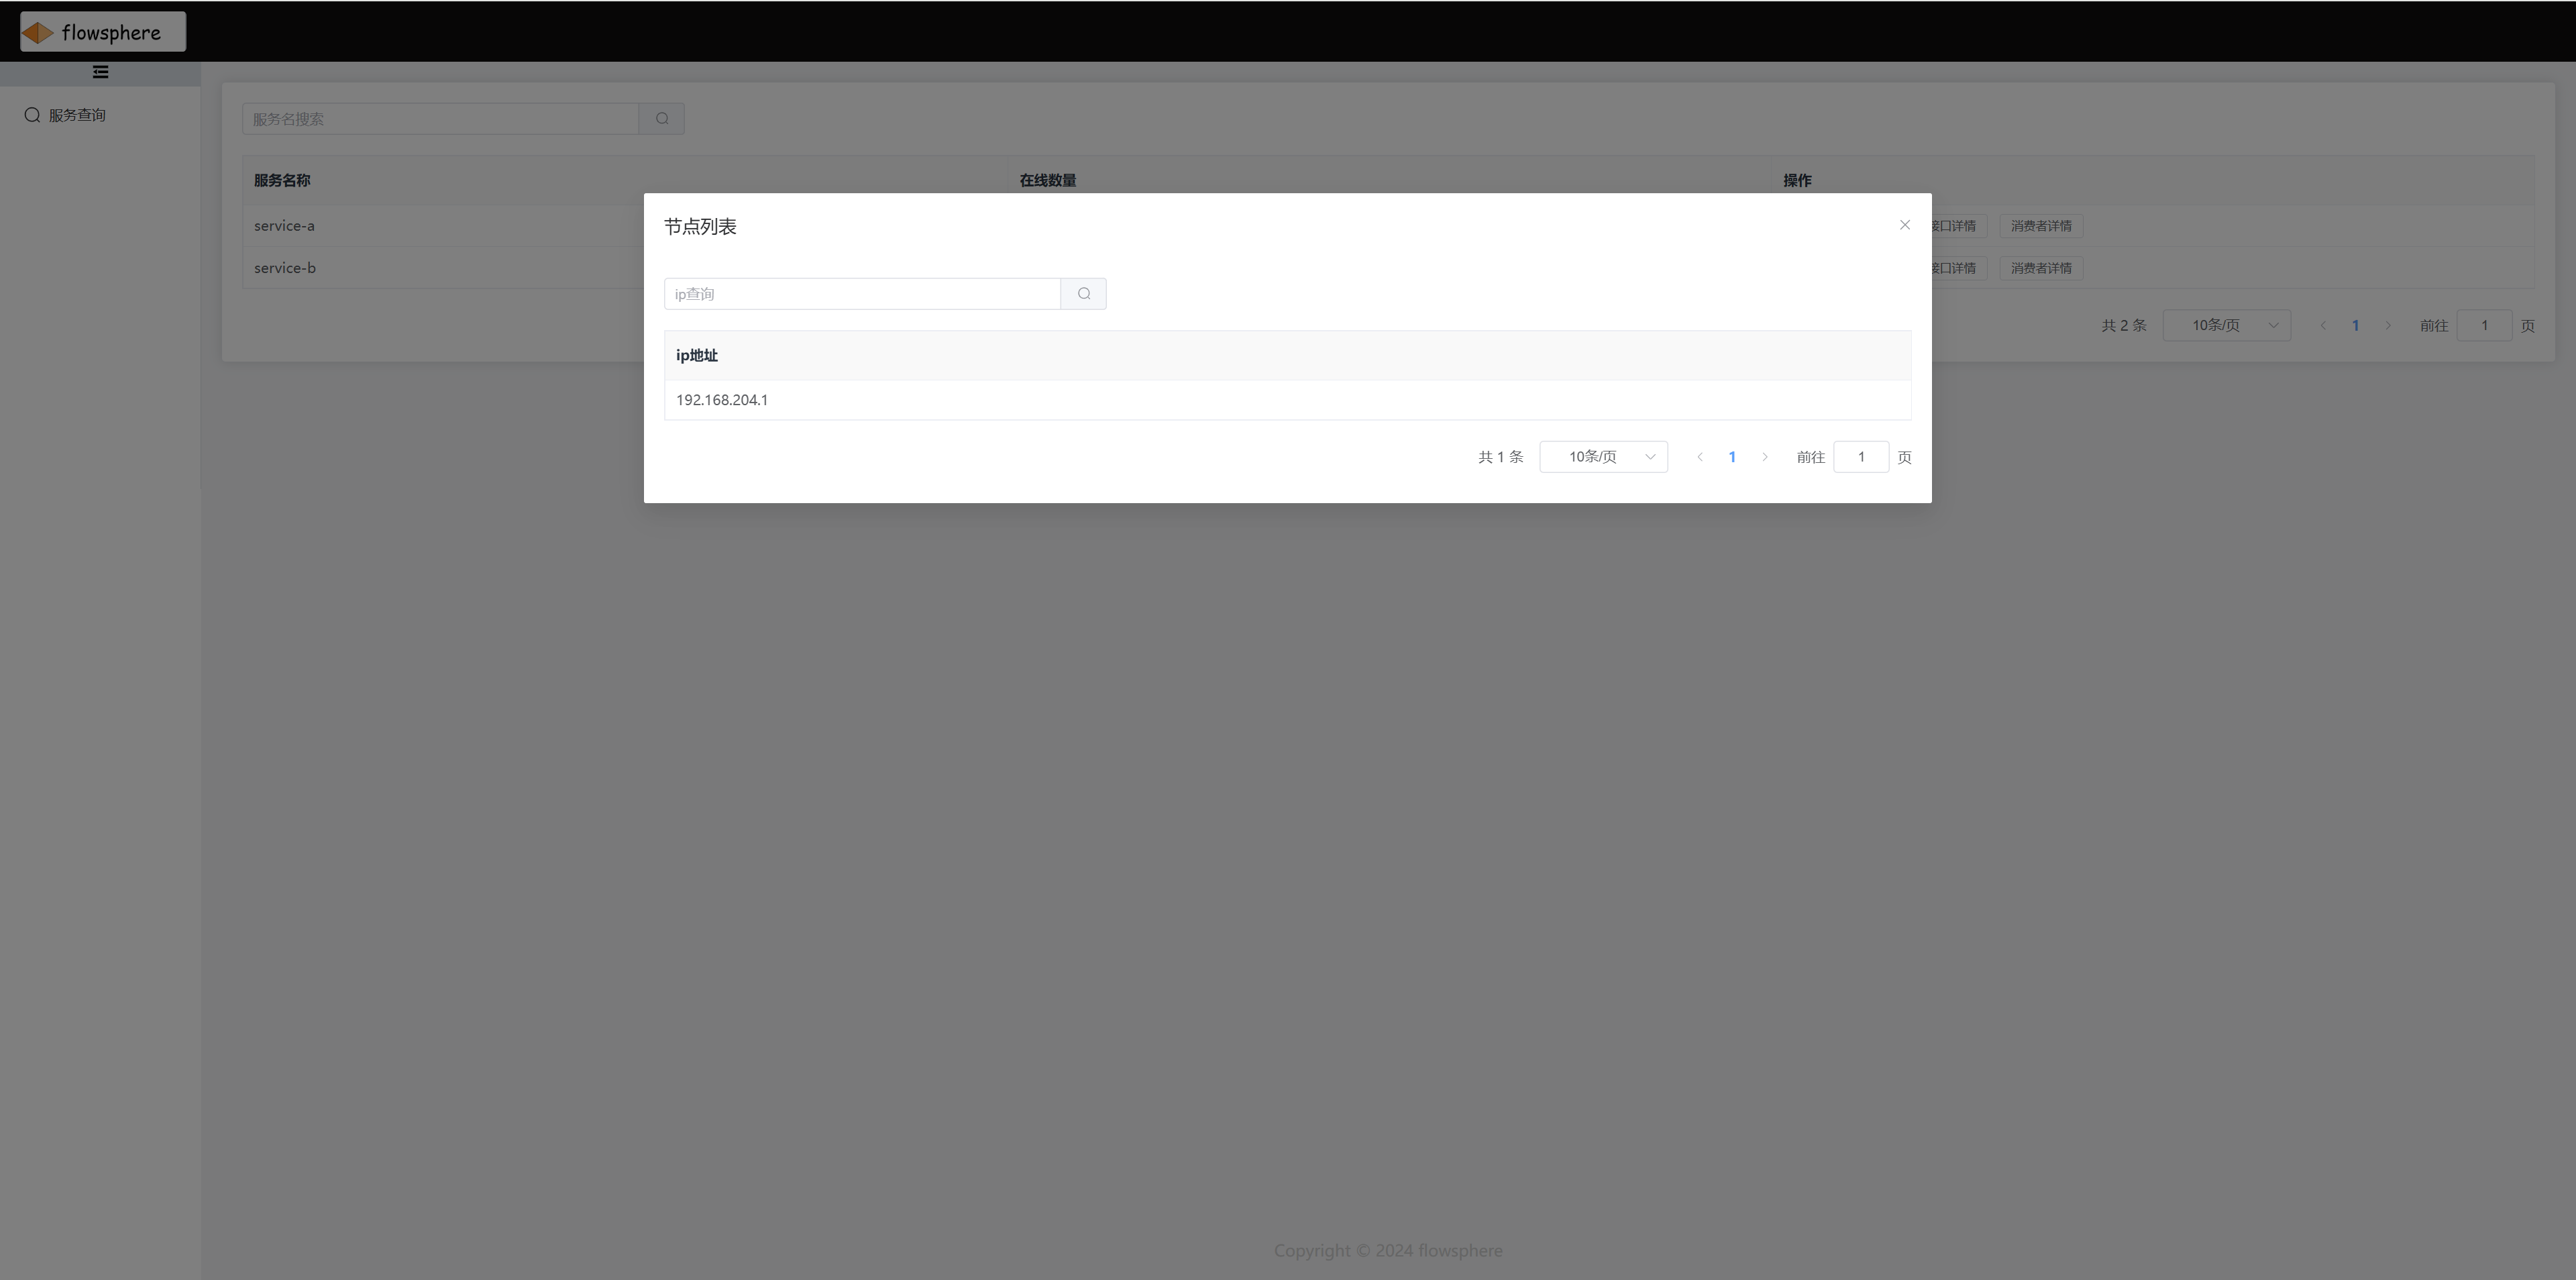 flowsphere
服务查询
服务名搜索
服务名称 在线数量 操作
service-a 接口详情 消费者详情
service-b 接口详情 消费者详情
共 2 条 10条/页 1 前往 1 页
节点列表
ip查询
ip地址
192.168.204.1
共 1 条 10条/页 1 前往 1 页
Copyright © 2024 flowsphere